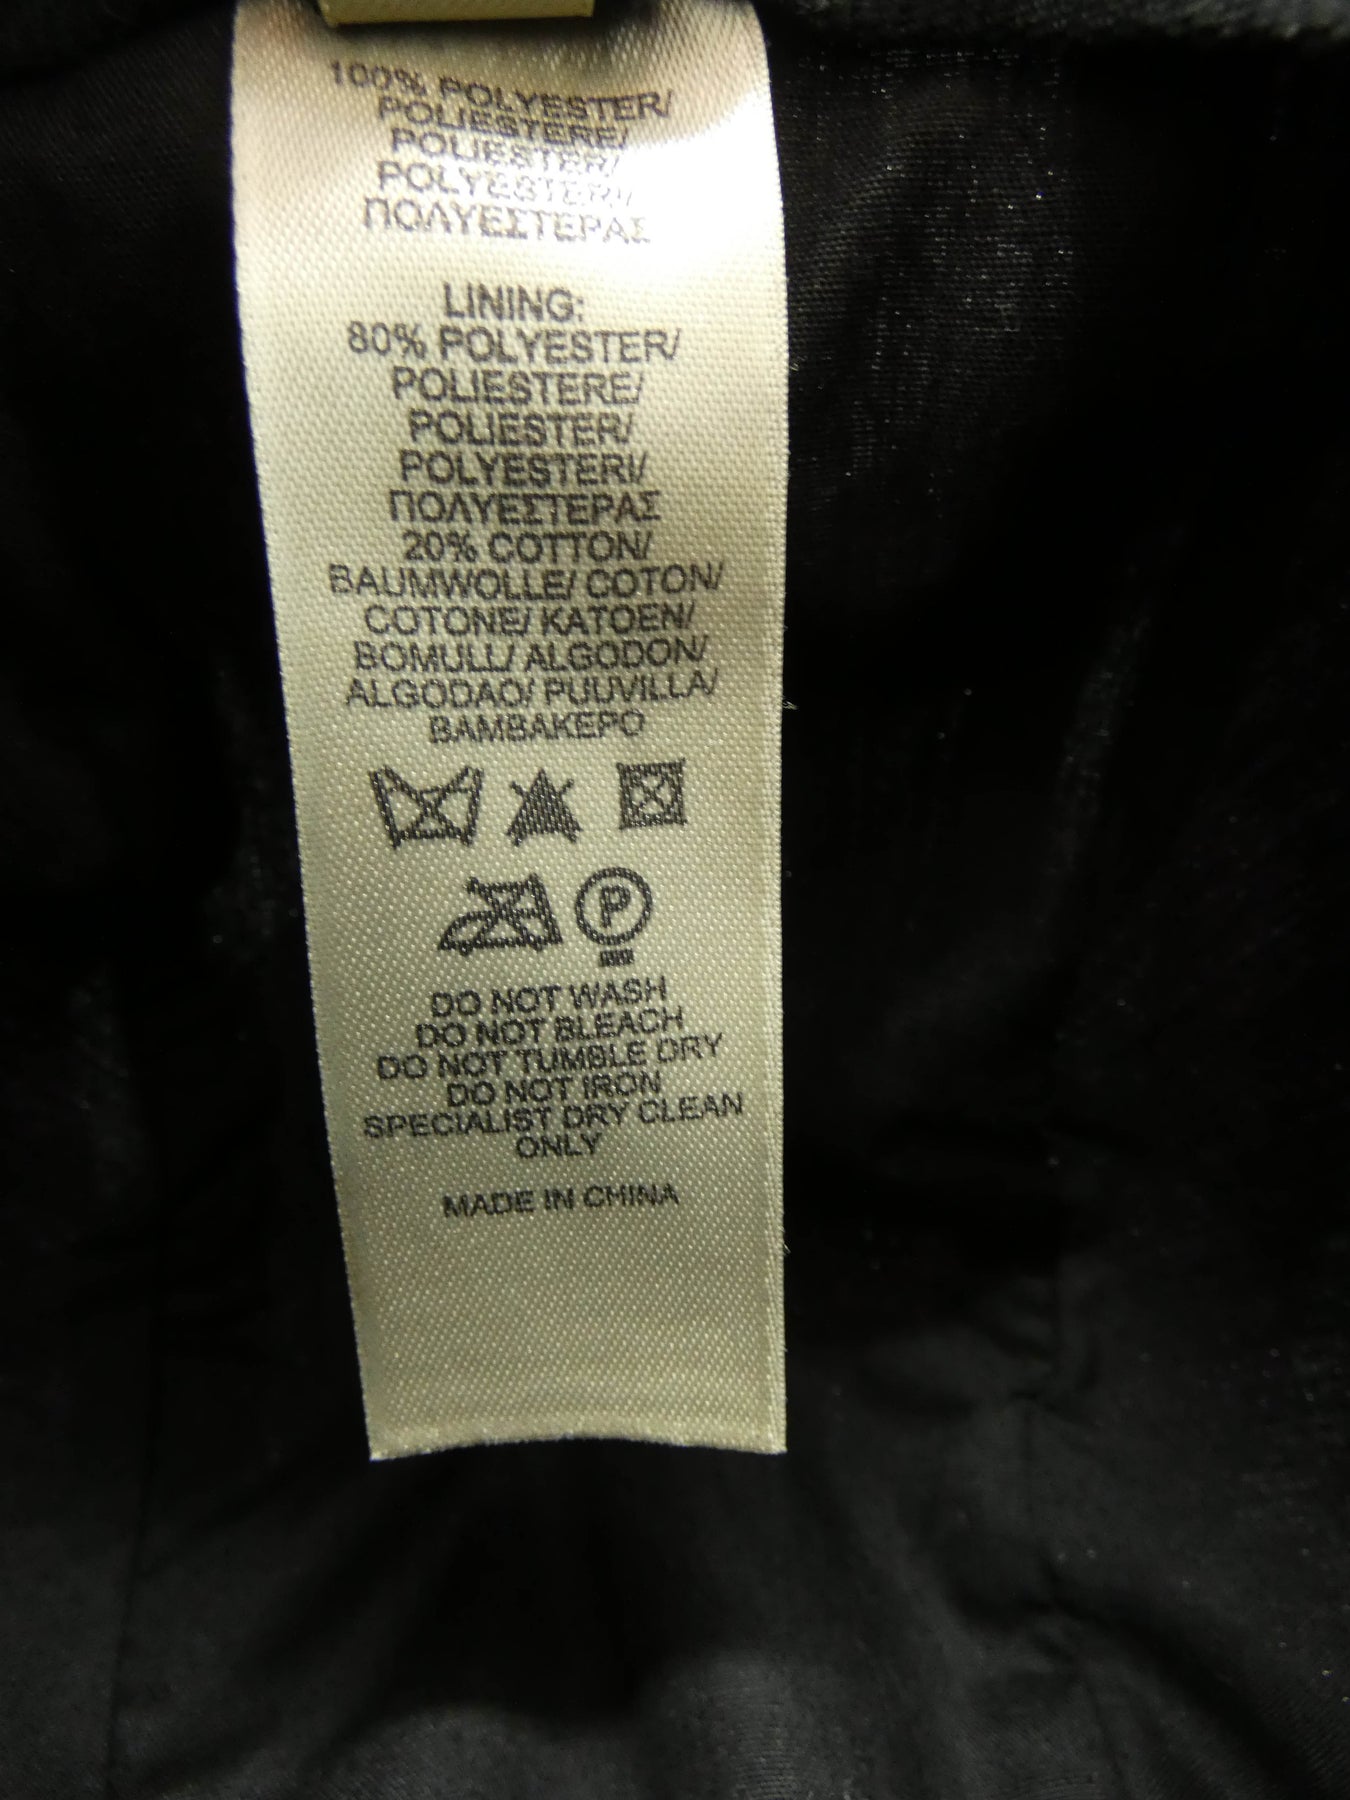 100% POLYESTER/
POLIESTERE/
POLIESTER/
POLYESTERI/
ΠΟΛΥΕΣΤΕΡΑΣ
LINING:
80% POLYESTER/
POLIESTERE/
POLIESTER/
POLYESTERI/
ΠΟΛΥΕΣΤΕΡΑΣ
20% COTTON/
BAUMWOLLE/ COTON/
COTONE/ KATOEN/
BOMULL/ ALGODON/
ALGODAO/ PUUVILLA/
ΒΑΜΒΑΚΕΡΟ
P
DO NOT WASH
DO NOT BLEACH
DO NOT TUMBLE DRY
DO NOT IRON
SPECIALIST DRY CLEAN
ONLY
MADE IN CHINA